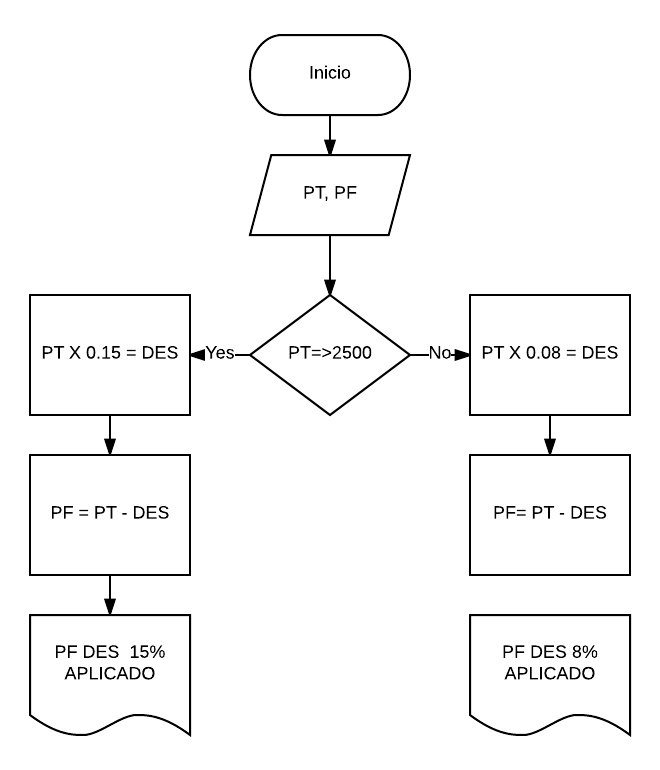 Inicio
PT, PF
PT X 0.15 = DES
Yes
PT=>2500
No
PT X 0.08 = DES
PF = PT - DES
PF= PT - DES
PF DES  15%
APLICADO
PF DES 8%
APLICADO